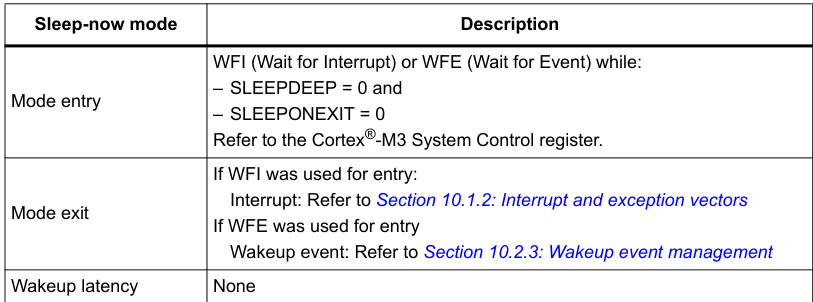 Sleep-now mode Description
Mode entry
WFI (Wait for Interrupt) or WFE (Wait for Event) while:
– SLEEPDEEP = 0 and
– SLEEPONEXIT = 0
Refer to the Cortex®-M3 System Control register.
Mode exit
If WFI was used for entry:
Interrupt: Refer to Section 10.1.2: Interrupt and exception vectors
If WFE was used for entry
Wakeup event: Refer to Section 10.2.3: Wakeup event management
Wakeup latency None